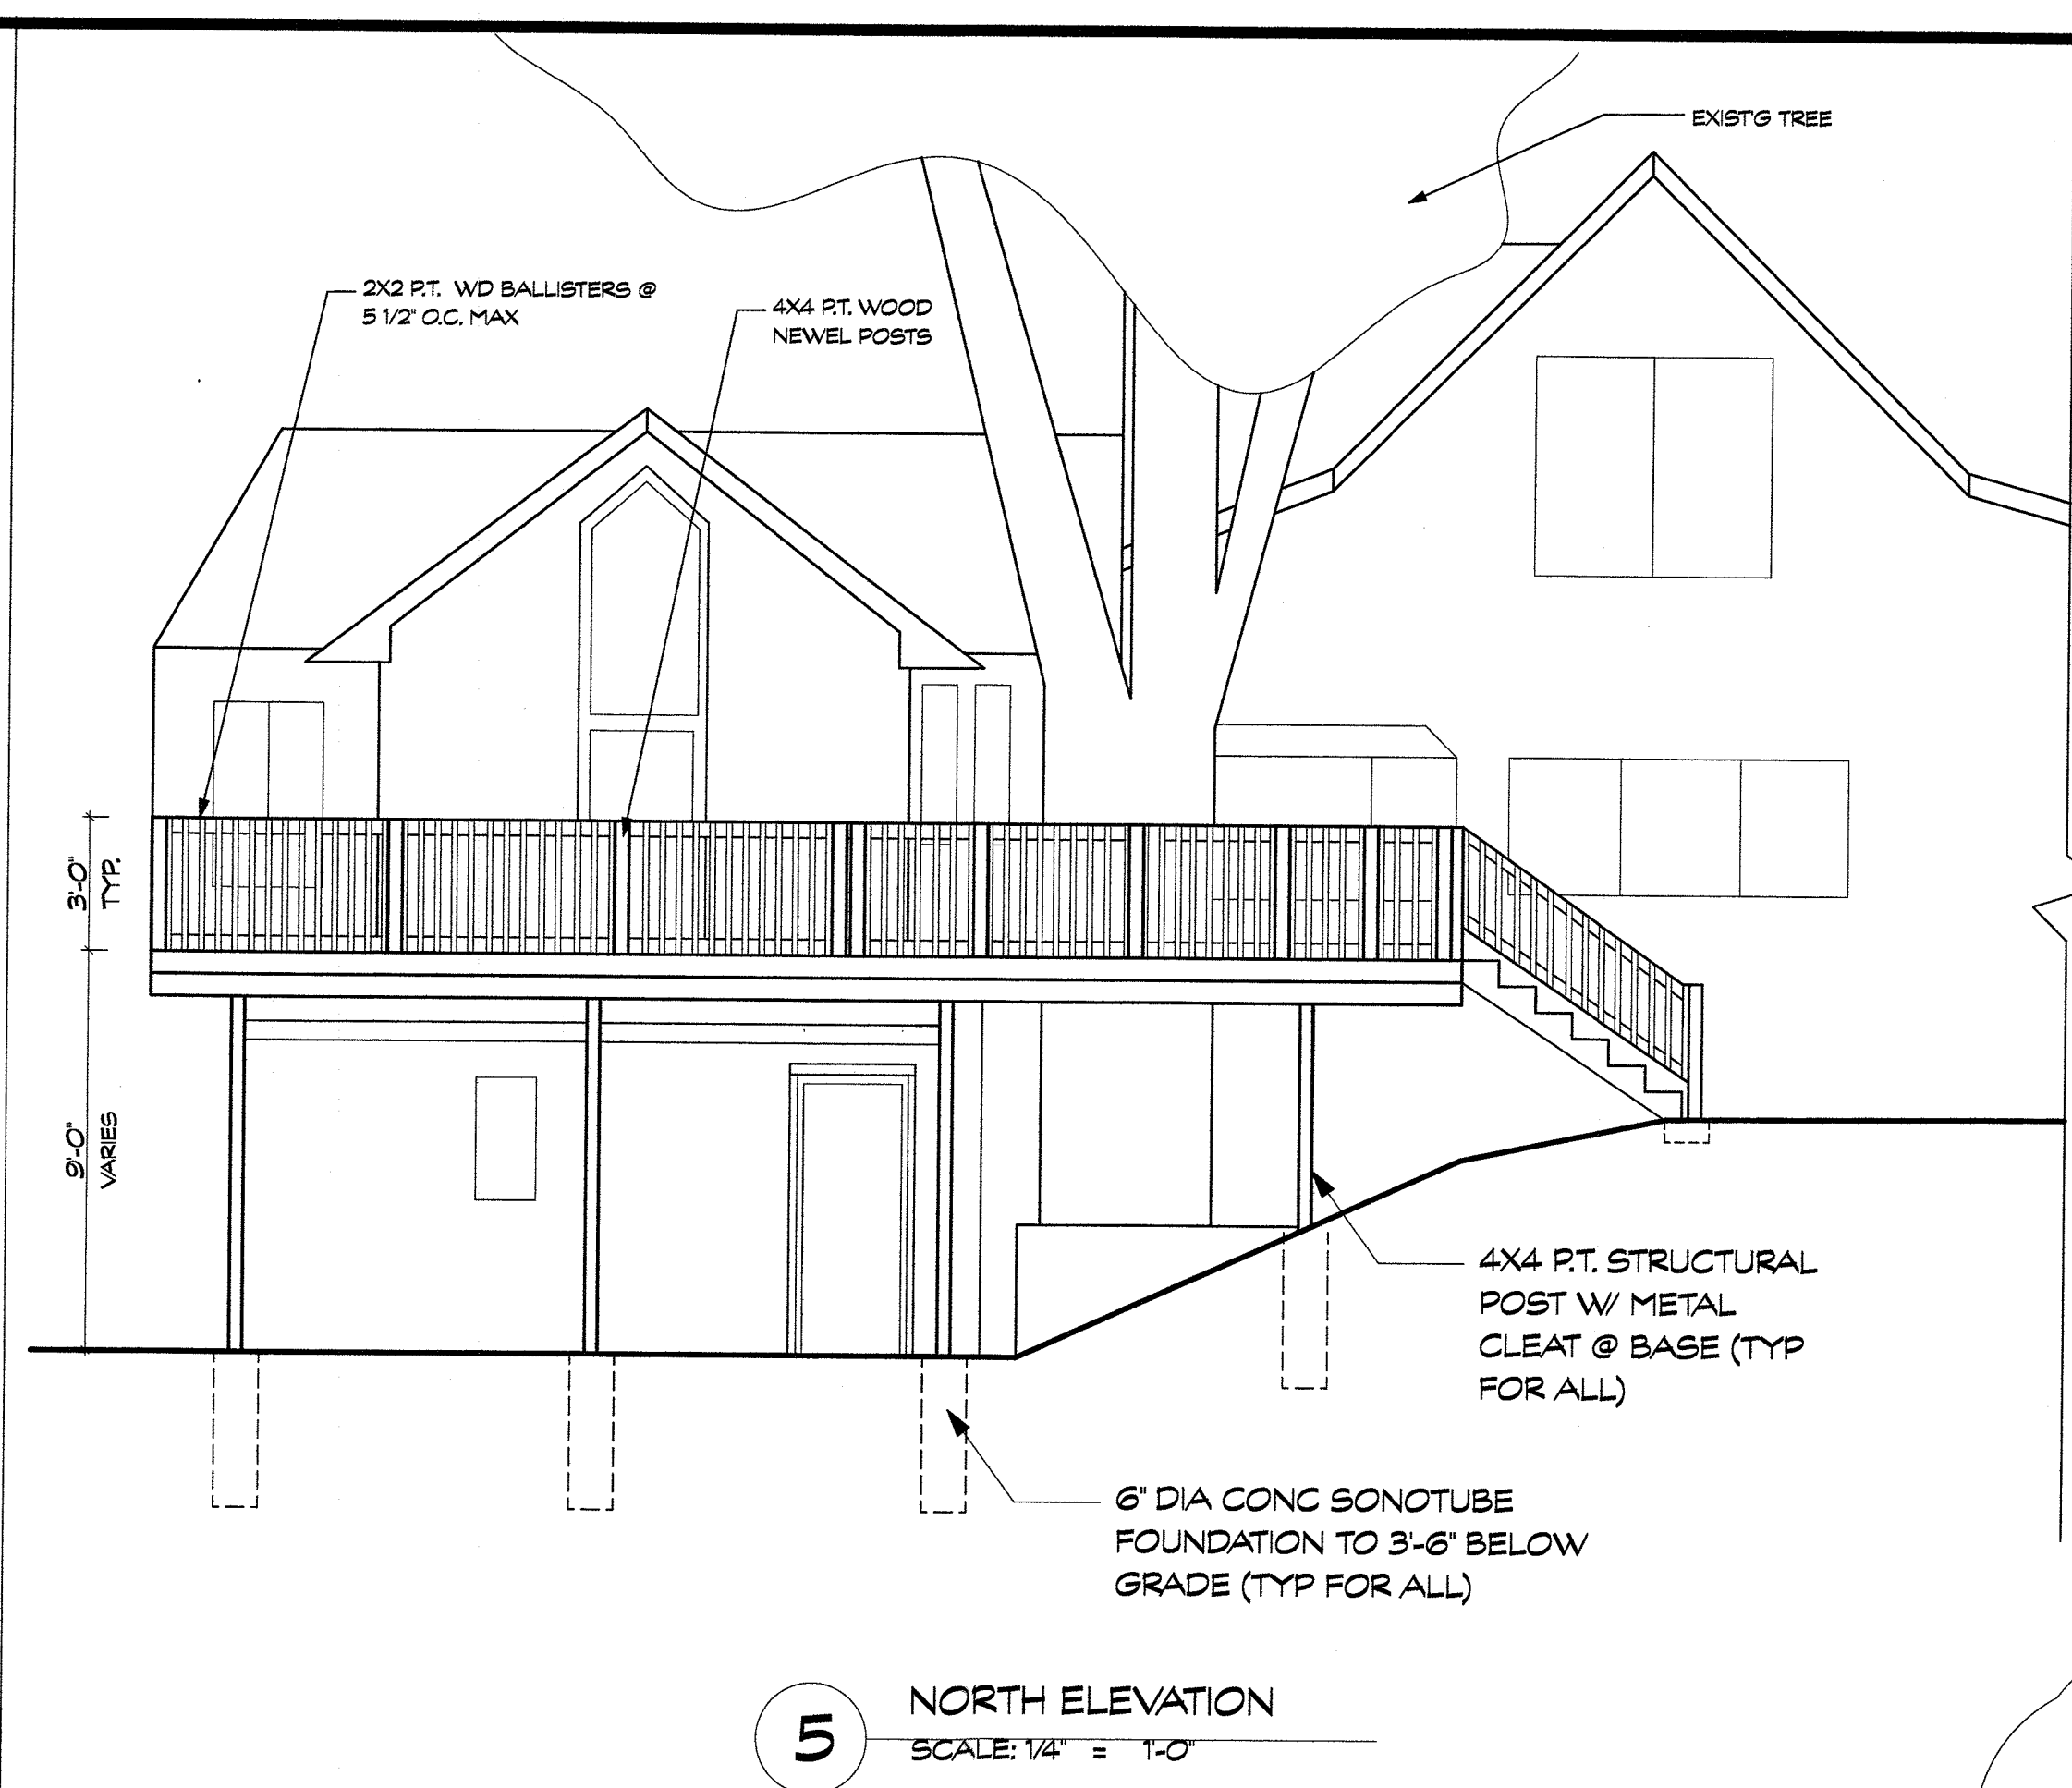 EXIST'G TREE
2X2 P.T. WD BALLISTERS @
5 1/2" O.C. MAX
4X4 P.T. WOOD
NEWEL POSTS
3'-0"
TYP.
9'-0"
VARIES
4X4 P.T. STRUCTURAL
POST W/ METAL
CLEAT @ BASE (TYP
FOR ALL)
6" DIA CONC SONOTUBE
FOUNDATION TO 3'-6" BELOW
GRADE (TYP FOR ALL)
5
NORTH ELEVATION
SCALE: 1/4" = 1'-0"